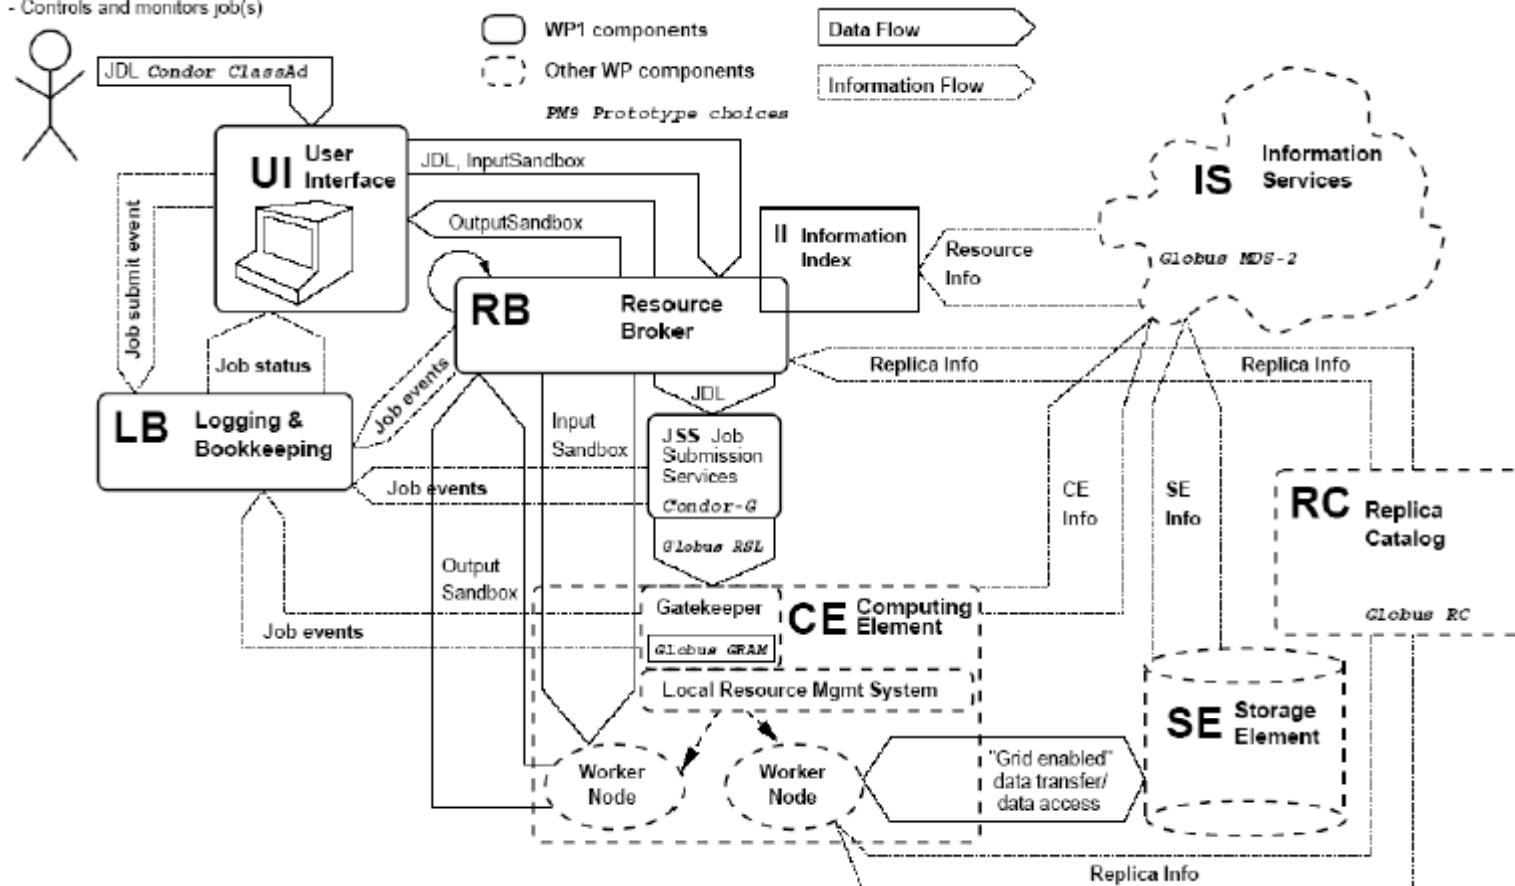 - Controls and monitors job(s)
WP1 components
Data Flow
JDL Condor ClassAd
Other WP components
Information Flow
PM9 Prototype choices
UI User
Interface
JDL, InputSandbox
OutputSandbox
II Information
Index
Resource
Info
IS Information
Services
Globus MDS-2
Job submit event
RB Resource
Broker
Job status
Job events
JDL
Replica Info
Replica Info
LB Logging &
Bookkeeping
Input
Sandbox
JSS Job
Submission
Services
Condor-G
Job events
CE
Info
SE
Info
RC Replica
Catalog
Globus RC
Globus RSL
Output
Sandbox
Job events
Gatekeeper
Globus GRAM
CE Computing
Element
Local Resource Mgmt System
Worker
Node
Worker
Node
"Grid enabled"
data transfer/
data access
SE Storage
Element
Replica Info